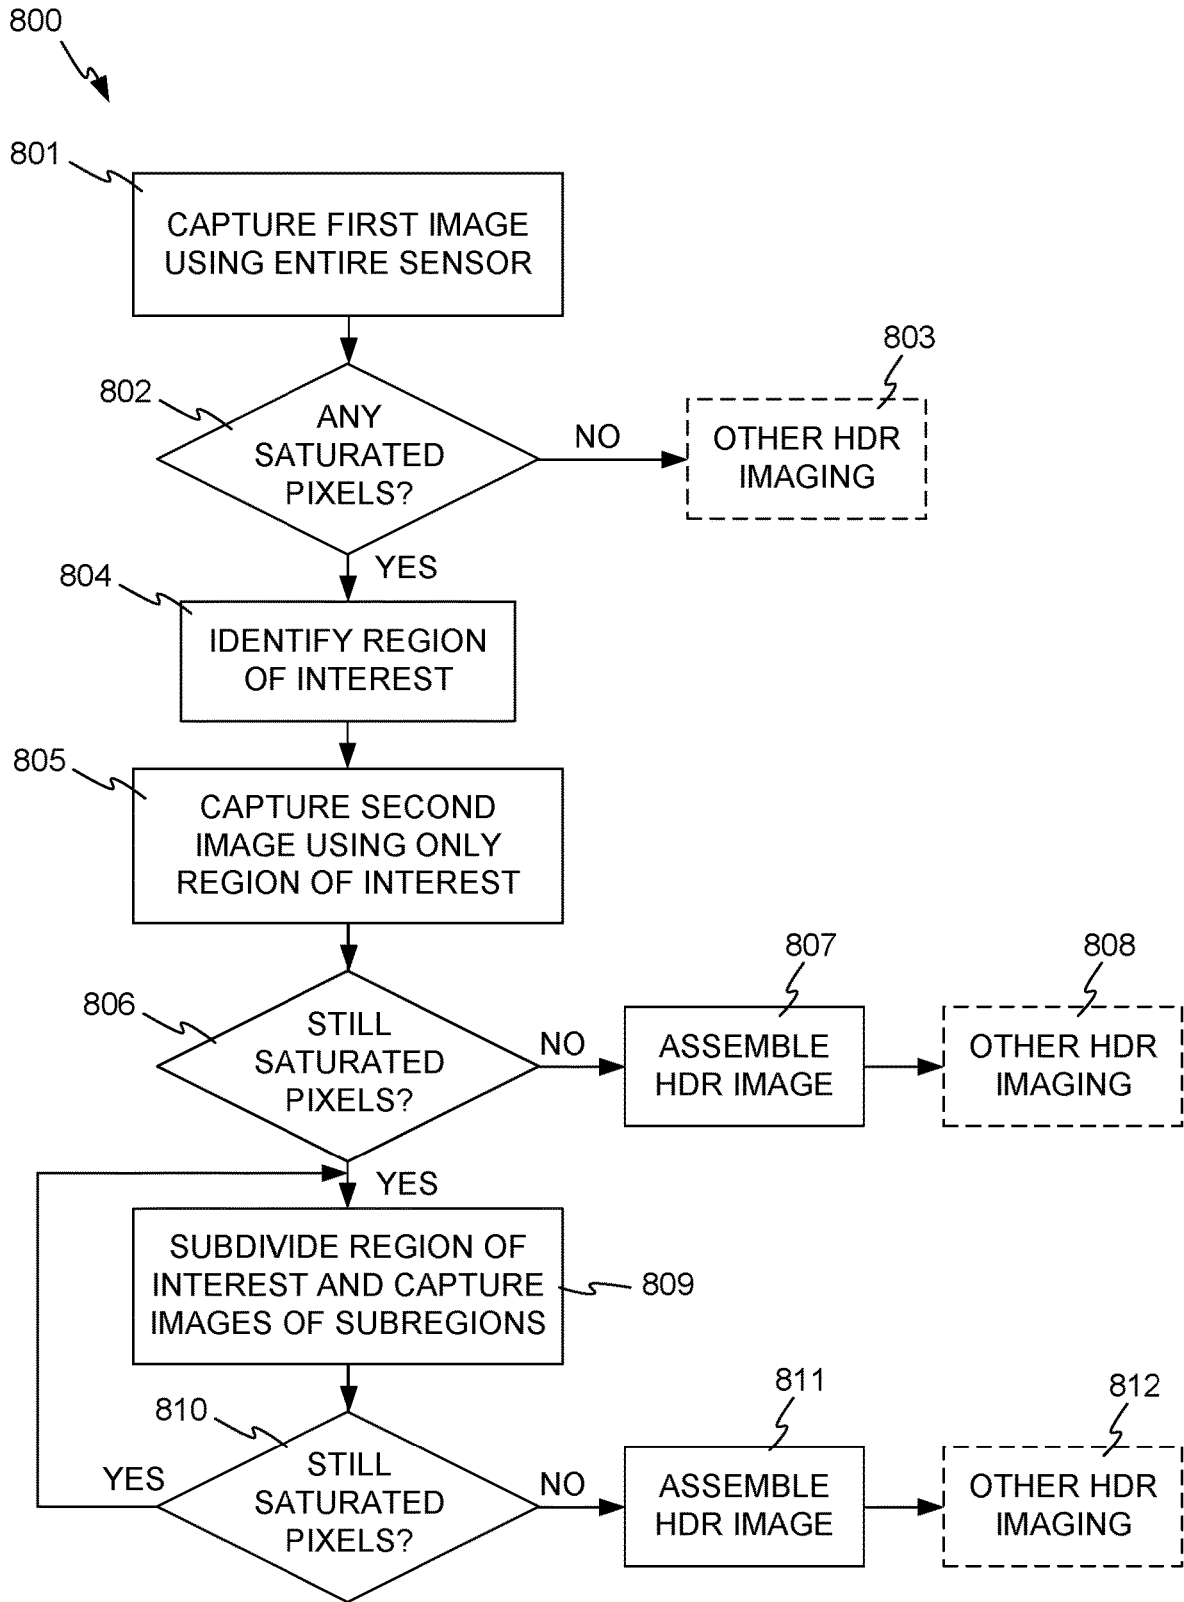 800
801
CAPTURE FIRST IMAGE
USING ENTIRE SENSOR
802
ANY
SATURATED
PIXELS?
NO
803
OTHER HDR
IMAGING
YES
804
IDENTIFY REGION
OF INTEREST
805
CAPTURE SECOND
IMAGE USING ONLY
REGION OF INTEREST
806
STILL
SATURATED
PIXELS?
NO
807
ASSEMBLE
HDR IMAGE
808
OTHER HDR
IMAGING
YES
SUBDIVIDE REGION OF
INTEREST AND CAPTURE
IMAGES OF SUBREGIONS
809
810
STILL
SATURATED
PIXELS?
YES
NO
811
ASSEMBLE
HDR IMAGE
812
OTHER HDR
IMAGING